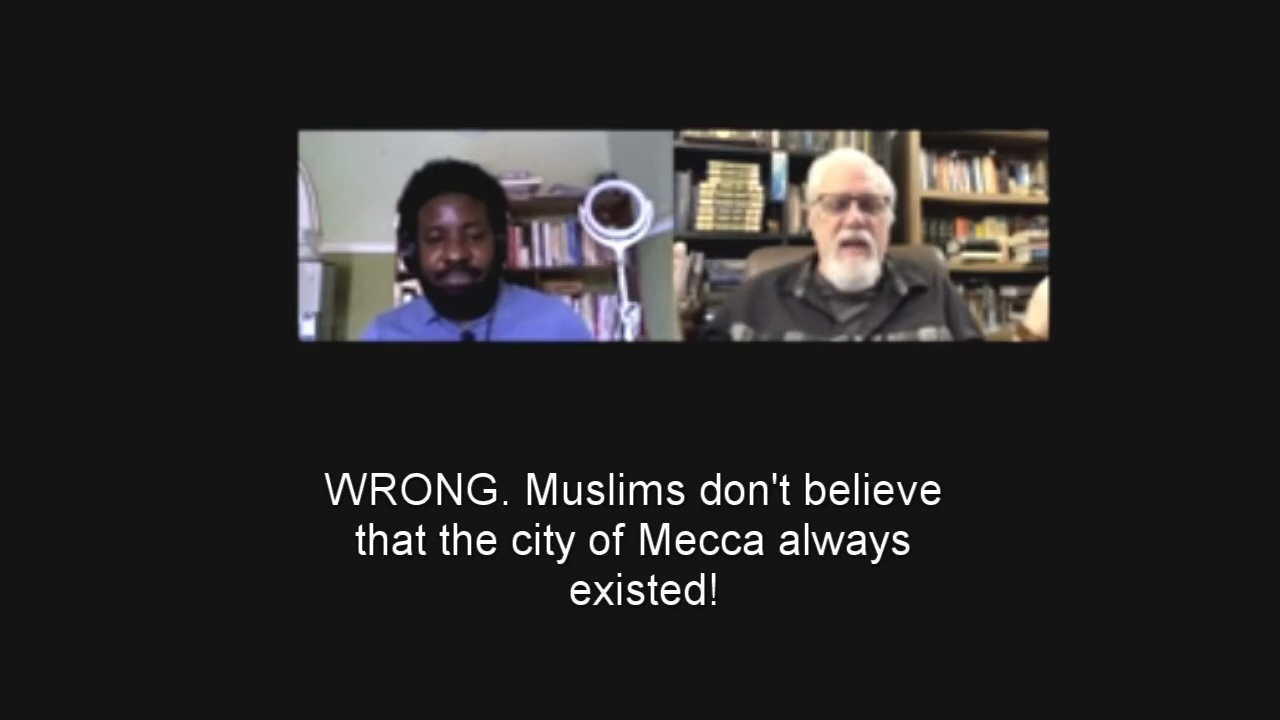 WRONG. Muslims don't believe
that the city of Mecca always
existed!